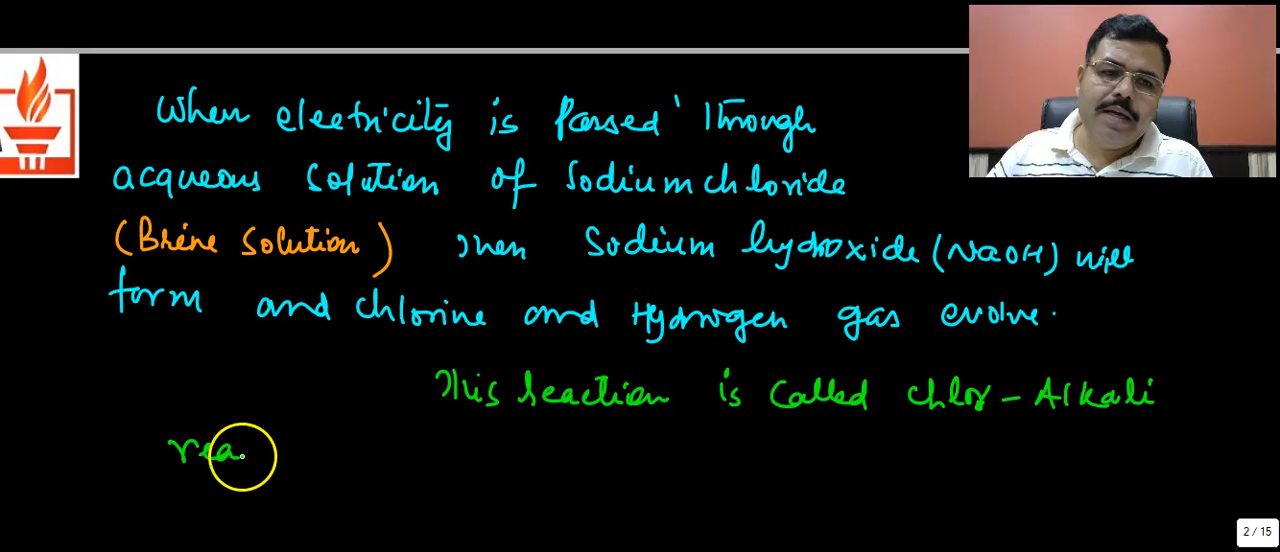 When electricity is Passed through
acqueous solution of Sodium chloride
(Brine Solution) then Sodium hydroxide (NaOH) will
form and chlorine and Hydrogen gas evolve.
This reaction is called chlor-Alkali
rea
2 / 15